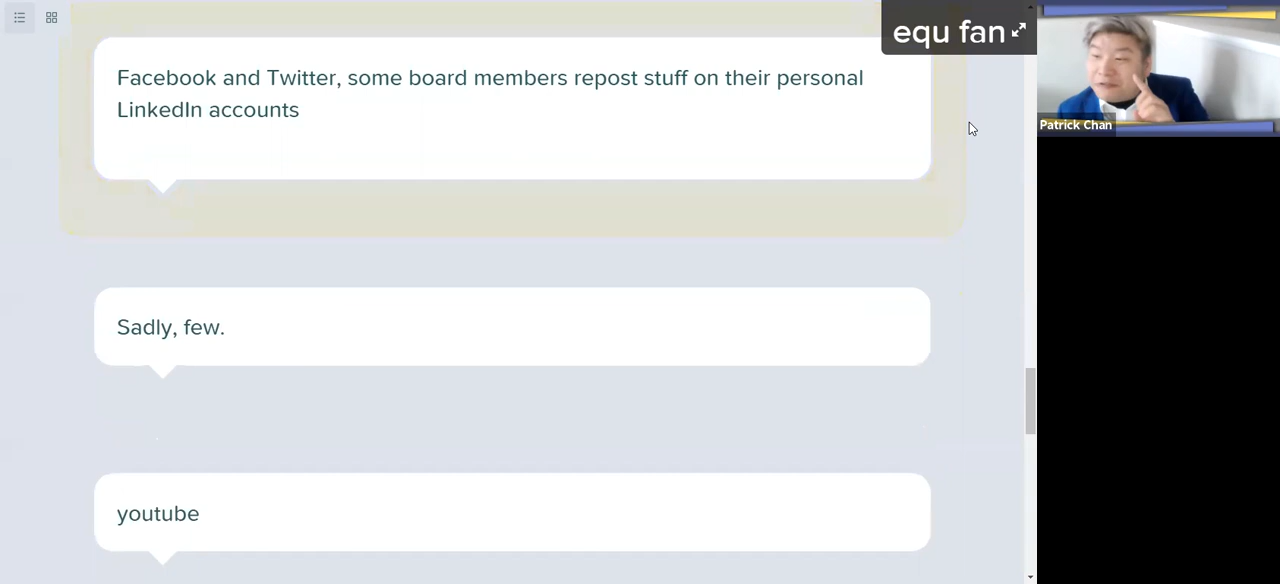 equ fan
Facebook and Twitter, some board members repost stuff on their personal
LinkedIn accounts
Patrick Chan
Sadly, few.
youtube